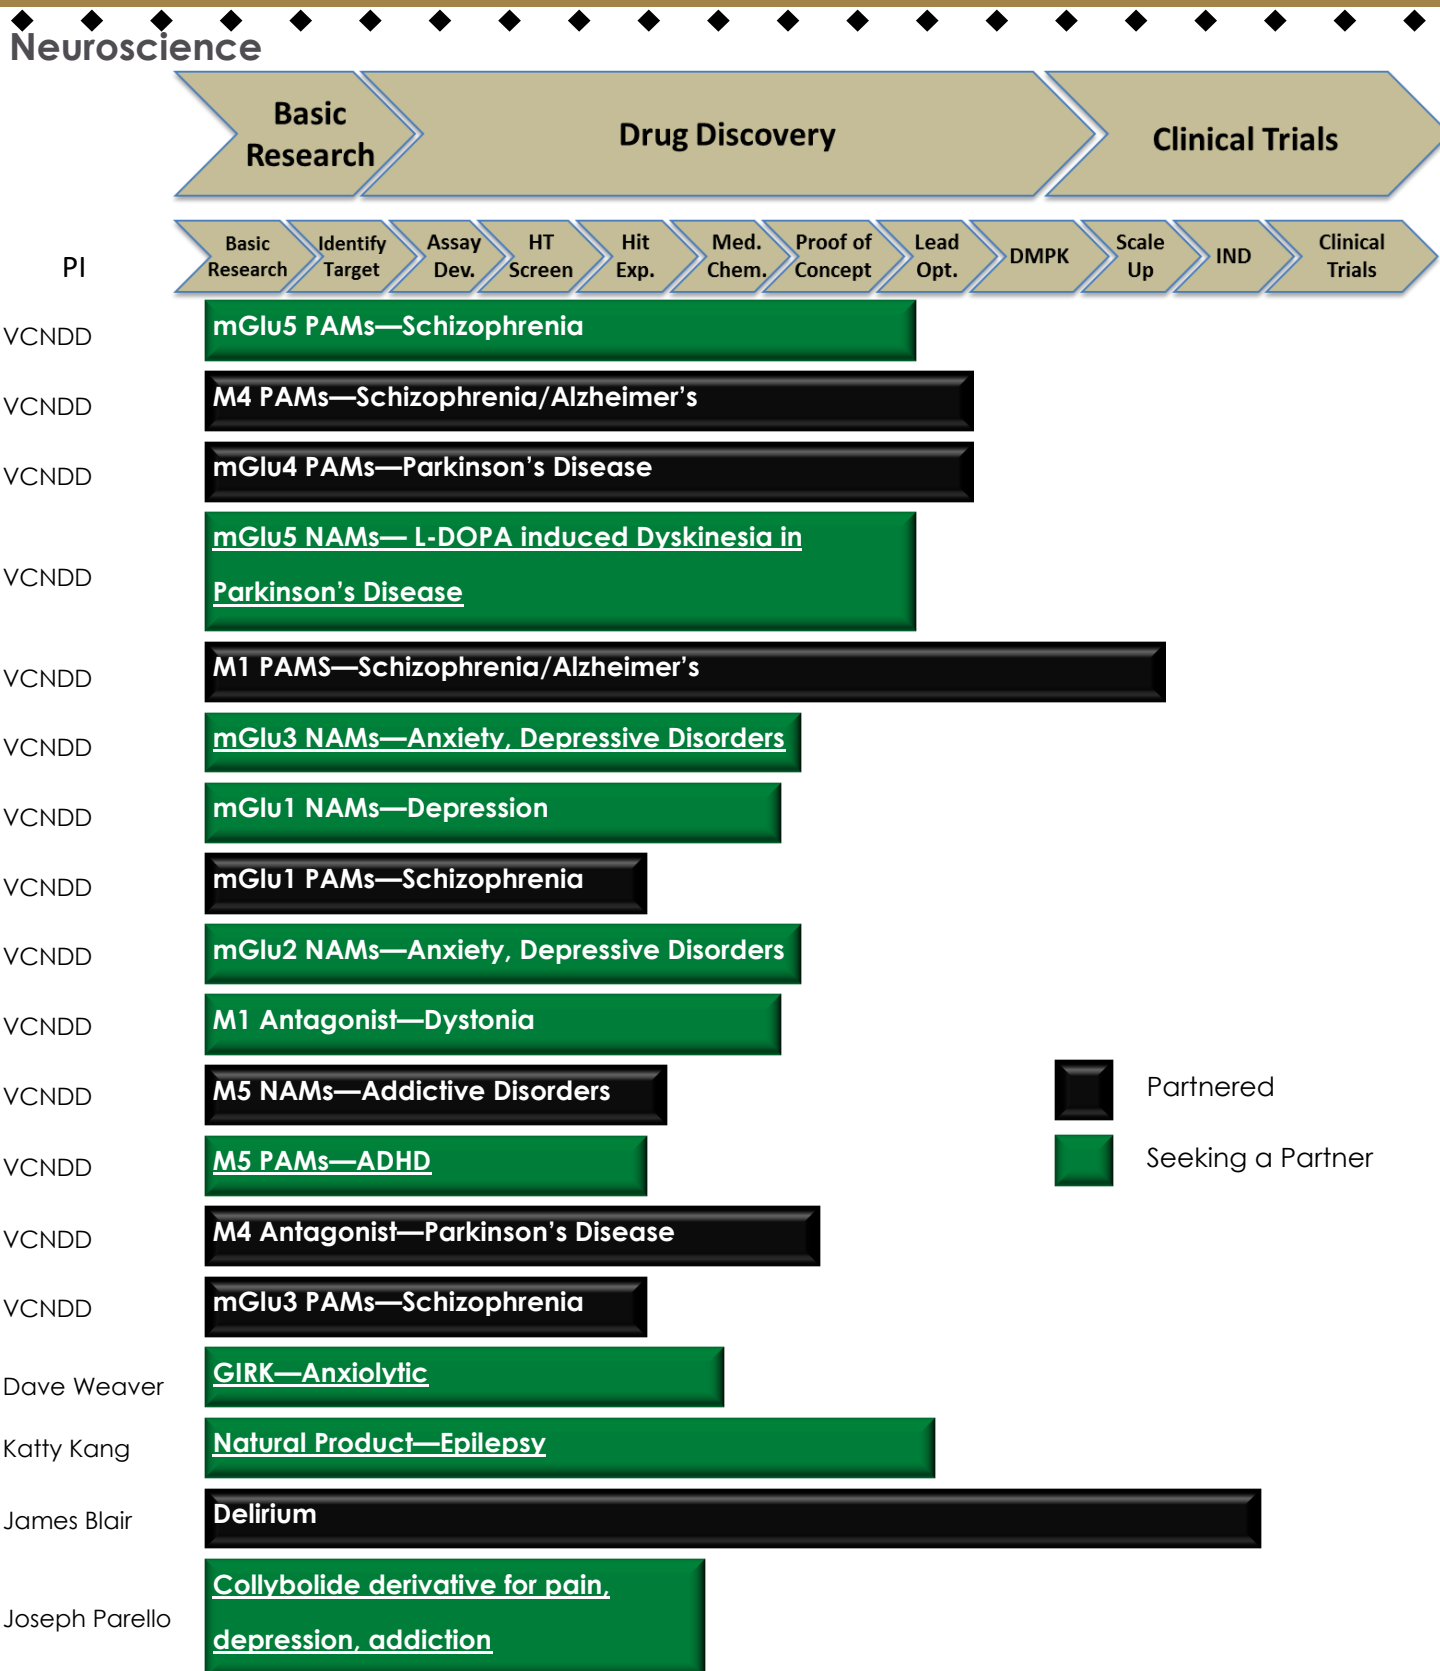 Neuroscience
Basic
Research
Drug Discovery
Clinical Trials
PI
Basic
Research
Identify
Target
Assay
Dev.
HT
Screen
Hit
Exp.
Med.
Chem.
Proof of
Concept
Lead
Opt.
DMPK
Scale
Up
IND
Clinical
Trials
VCNDD
mGlu5 PAMs—Schizophrenia
VCNDD
M4 PAMs—Schizophrenia/Alzheimer’s
VCNDD
mGlu4 PAMs—Parkinson’s Disease
VCNDD
mGlu5 NAMs— L-DOPA induced Dyskinesia in
Parkinson’s Disease
VCNDD
M1 PAMS—Schizophrenia/Alzheimer’s
VCNDD
mGlu3 NAMs—Anxiety, Depressive Disorders
VCNDD
mGlu1 NAMs—Depression
VCNDD
mGlu1 PAMs—Schizophrenia
VCNDD
mGlu2 NAMs—Anxiety, Depressive Disorders
VCNDD
M1 Antagonist—Dystonia
VCNDD
M5 NAMs—Addictive Disorders
Partnered
VCNDD
M5 PAMs—ADHD
Seeking a Partner
VCNDD
M4 Antagonist—Parkinson’s Disease
VCNDD
mGlu3 PAMs—Schizophrenia
Dave Weaver
GIRK—Anxiolytic
Katty Kang
Natural Product—Epilepsy
James Blair
Delirium
Joseph Parello
Collybolide derivative for pain,
depression, addiction